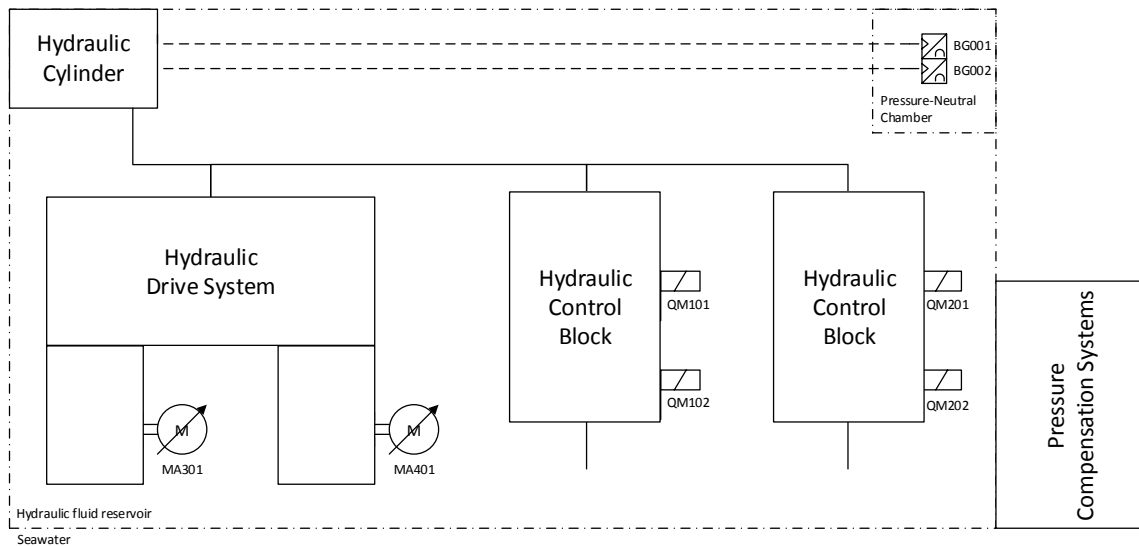 Hydraulic
Cylinder
BG001
BG002
Pressure-Neutral
Chamber
Hydraulic
Drive System
Hydraulic
Control
Block
Hydraulic
Control
Block
QM101
QM201
QM102
QM202
M
MA301
M
MA401
Pressure
Compensation Systems
Hydraulic fluid reservoir
Seawater